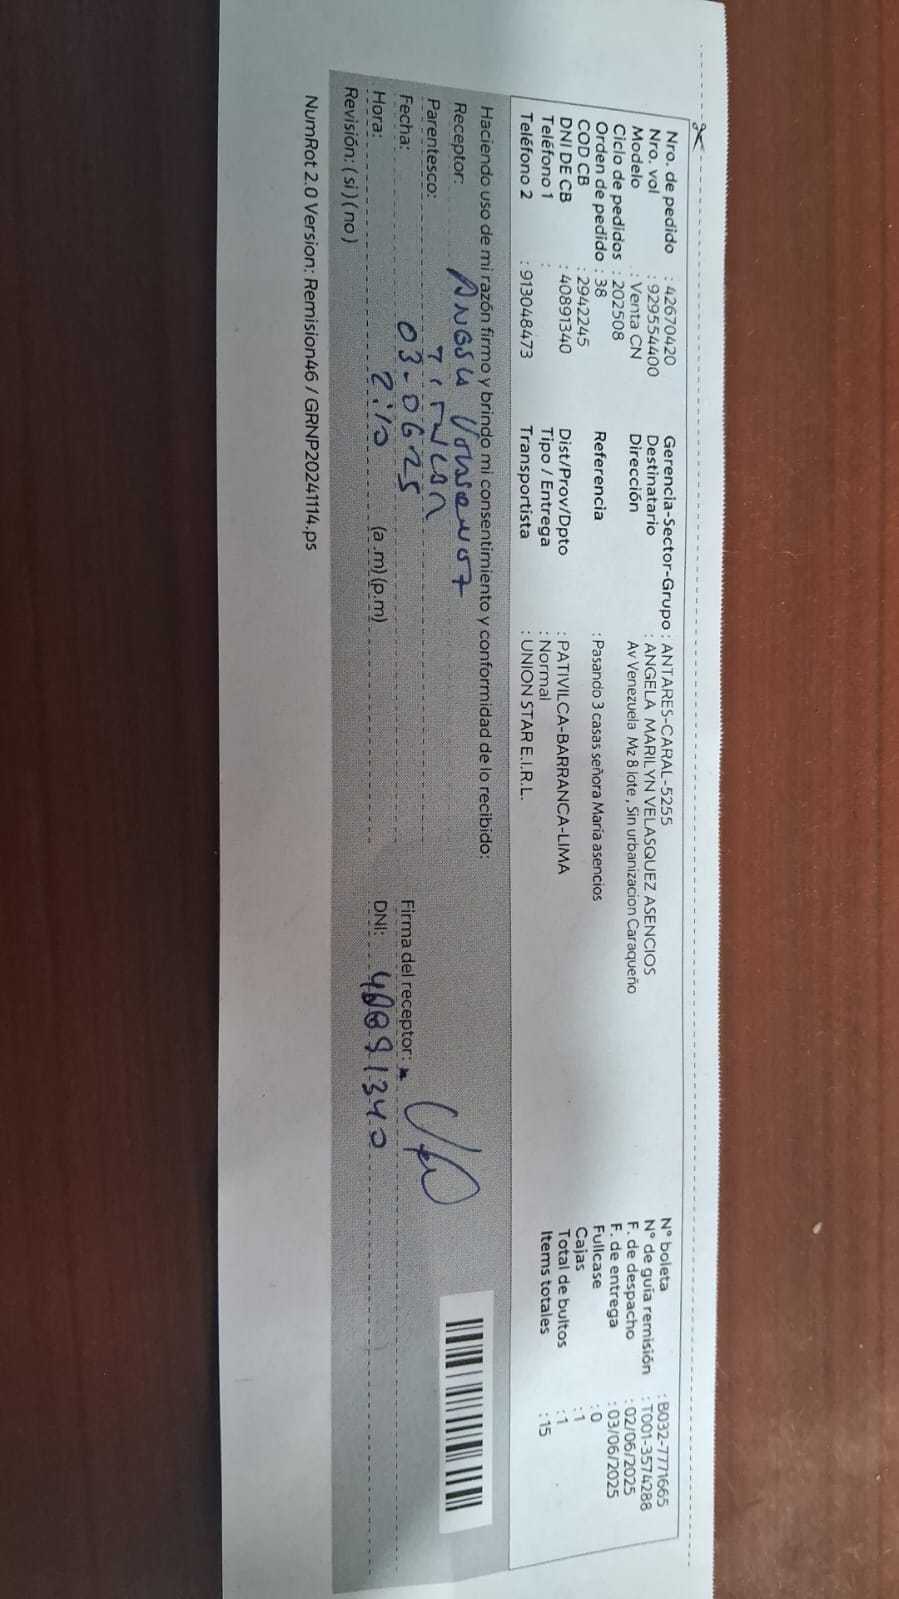 Nro. de pedido : 42670420
Nro. vol : 929554400
Modelo : Venta CN
Ciclo de pedidos : 202508
Orden de pedido : 38
COD CB : 2942245
DNI DE CB : 40891340
Teléfono 1 :
Teléfono 2 : 913048473
Gerencia-Sector-Grupo : ANTARES-CARAL-5255
Destinatario : ANGELA MARILYN VELASQUEZ ASENCIOS
Dirección Av Venezuela Mz 8 lote , Sin urbanizacion Caraqueño
Referencia : Pasando 3 casas señora Maria asencios
Dist/Prov/Dpto : PATIVILCA-BARRANCA-LIMA
Tipo / Entrega : Normal
Transportista : UNION STAR E.I.R.L.
N° boleta : B032-7771665
N° de guía remisión : T001-3574288
F. de despacho : 02/06/2025
F. de entrega : 03/06/2025
Fullcase : 0
Cajas : 1
Total de bultos : 1
Items totales : 15
Haciendo uso de mi razón firmo y brindo mi consentimiento y conformidad de lo recibido:
Receptor:
Parentesco:
Fecha: 03-06-25
Hora: 2:10 (a.m)(p.m)
Revisión: ( si ) ( no )
Firma del receptor:
DNI: 40891340
NumRot 2.0 Version: Remision46 / GRNP20241114.ps